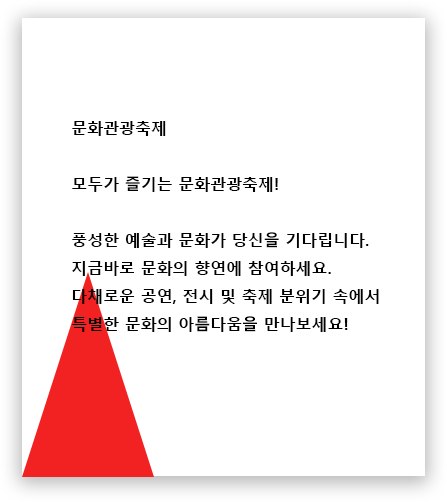 문화관광축제
모두가 즐기는 문화관광축제!
풍성한 예술과 문화가 당신을 기다립니다.
지금바로 문화의 향연에 참여하세요.
다채로운 공연, 전시 및 축제 분위기 속에서
특별한 문화의 아름다움을 만나보세요!